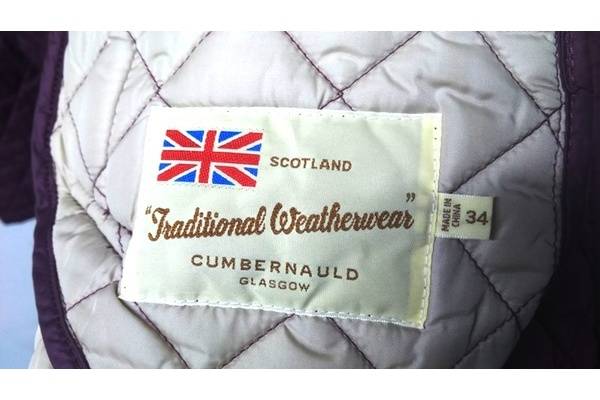 SCOTLAND
"Traditional Weatherwear"
CUMBERNAULD
GLASGOW
MADE IN
CHINA
34